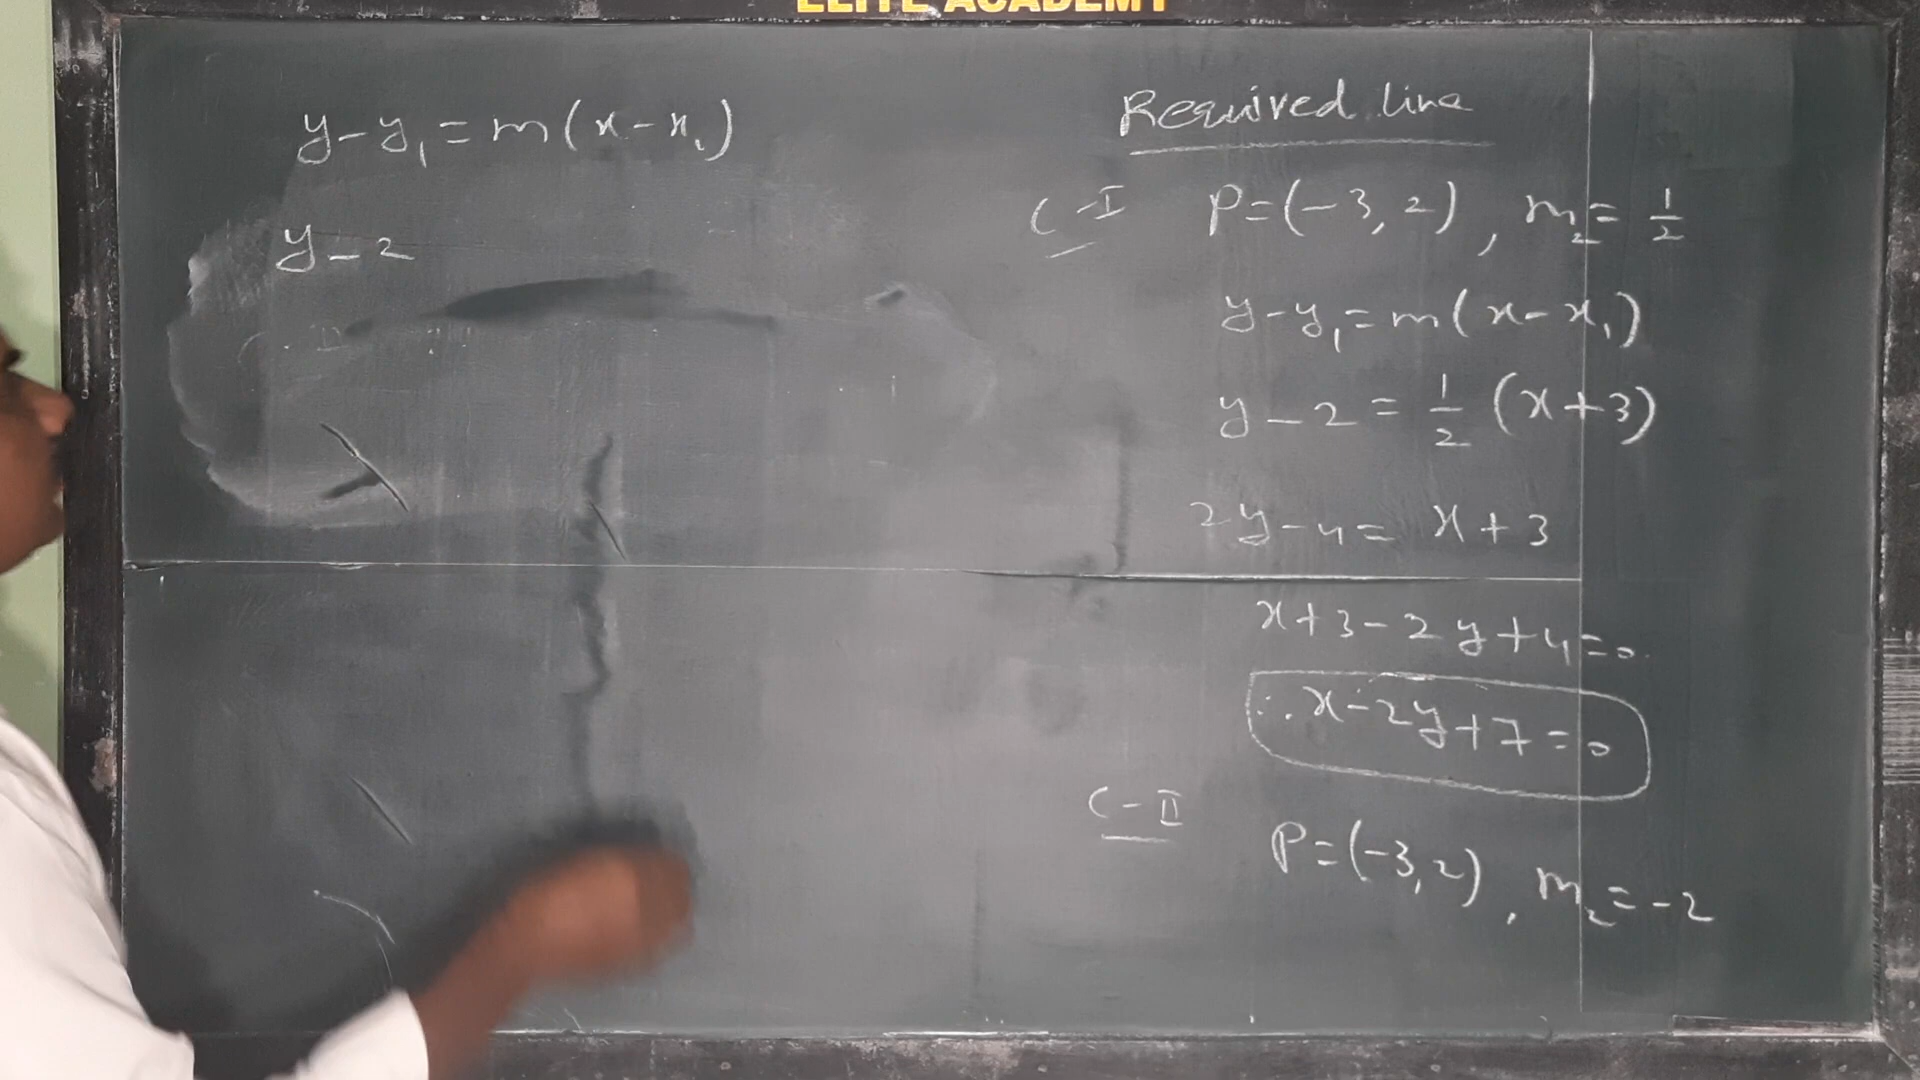 ELITE ACADEMY
y-y₁=m(x-x₁)
y-2
Required line
C-I P=(-3,2), m₂=1/2
y-y₁=m(x-x₁)
y-2=1/2(x+3)
2y-4=x+3
x+3-2y+4=0
∴x-2y+7=0
C-II
P=(-3,2), m₂=-2